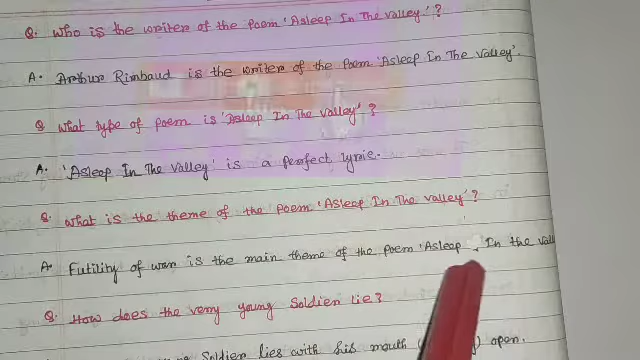 Q. Who is the writer of the poem 'Asleep In The Valley'?
A. Arthur Rimbaud is the writer of the poem 'Asleep In The Valley'.
Q What type of poem is 'Asleep In The Valley'?
A. 'Asleep In The Valley' is a perfect lyric.
Q. What is the theme of the poem 'Asleep In The Valley'?
A. Futility of war is the main theme of the poem 'Asleep In the Vall
Q. How does the very young Soldier lie?
Soldier lies with his mouth open.